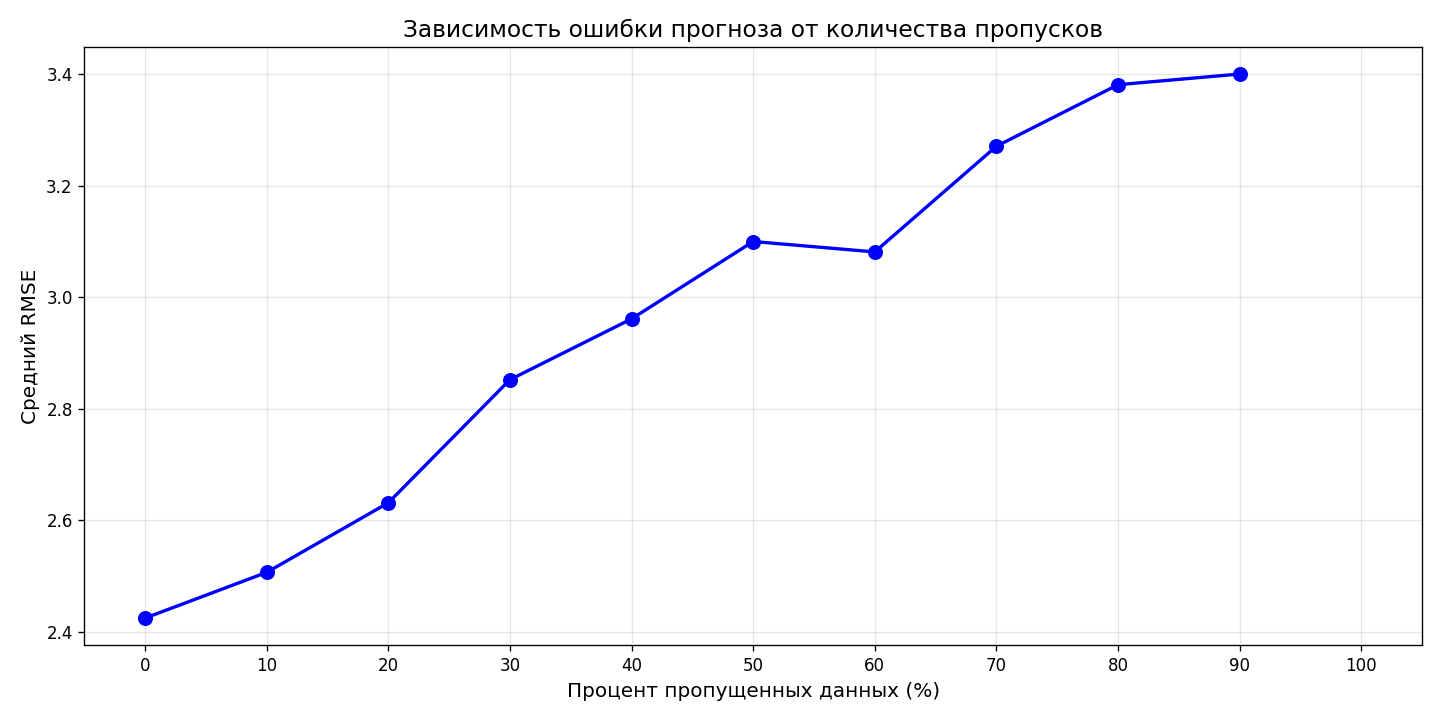 Зависимость ошибки прогноза от количества пропусков
Средний RMSE
3.4
3.2
3.0
2.8
2.6
2.4
0 10 20 30 40 50 60 70 80 90 100
Процент пропущенных данных (%)